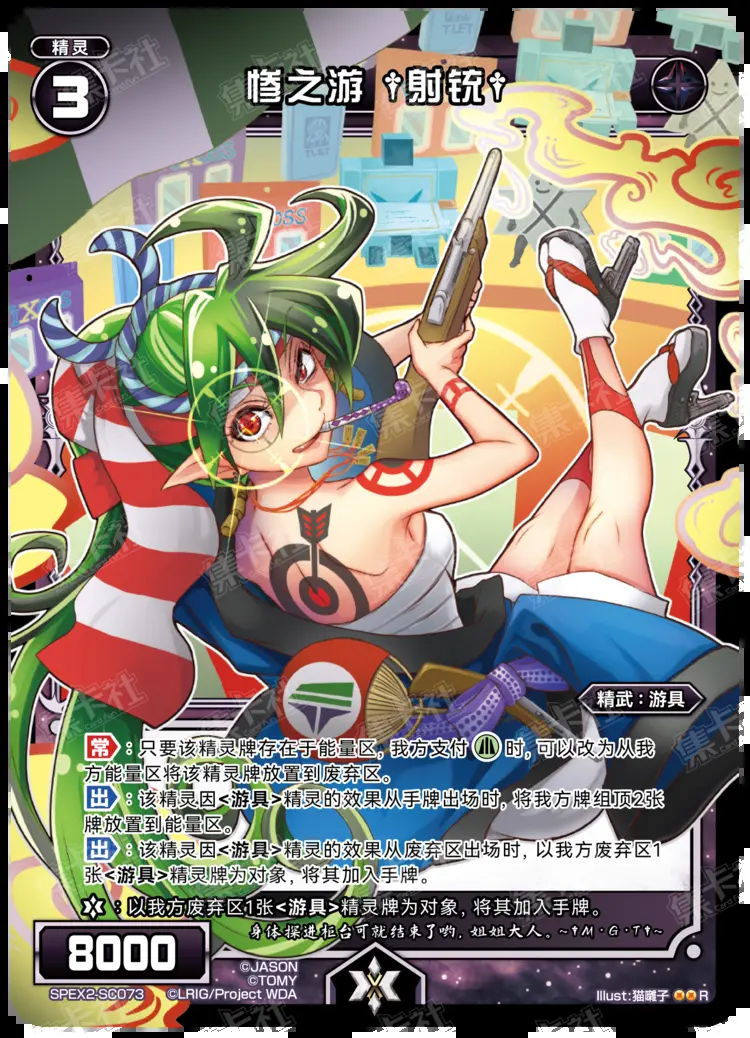 精灵
3
惨之游 †射铳†
TLET
TLET
精武:游具
常:只要该精灵牌存在于能量区,我方支付 时,可以改为从我
方能量区将该精灵牌放置到废弃区。
出:该精灵因<游具>精灵的效果从手牌出场时,将我方牌组顶2张
牌放置到能量区。
出:该精灵因<游具>精灵的效果从废弃区出场时,以我方废弃区1
张<游具>精灵牌为对象,将其加入手牌。
:以我方废弃区1张<游具>精灵牌为对象,将其加入手牌。
身体探进柜台可就结束了哟,姐姐大人。~†M·G·T†~
8000
©JASON
©TOMY
SPEX2-SC073 ©LRIG/Project WDA
Illust:猫囃子 R
集卡社